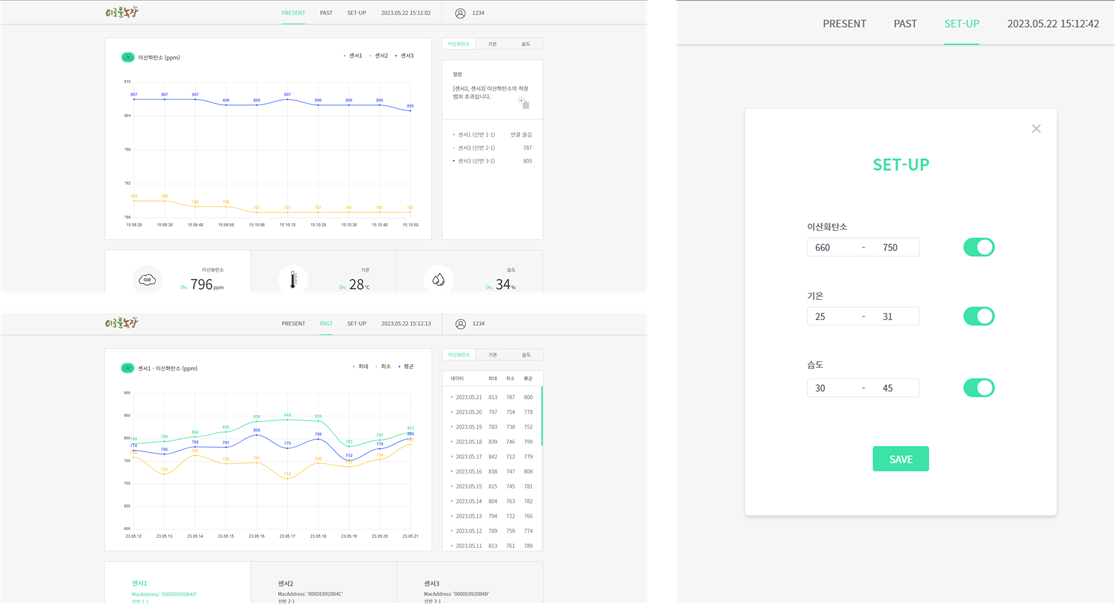 이로운농장
PRESENT PAST SET-UP 2023.05.22 15:11:02 1234
이산화탄소 (ppm)
센서1 센서2 센서3
810
807 807 807 806 806 807 806 806 806 805
804
798
792
789 789 788 788 787 787 787 787 787 787
786
15:09:28 15:09:38 15:09:48 15:09:58 15:10:08 15:10:18 15:10:28 15:10:38 15:10:48 15:10:58
이산화탄소 기온 습도
알람
[센서2, 센서3] 이산화탄소의 적정
범위 초과입니다.
센서1 (선반 1-1) 연결 끊김
센서2 (선반 2-1) 787
센서3 (선반 3-1) 805
이산화탄소
0% 796 ppm
기온
0% 28 ℃
습도
0% 34 %
이로운농장
PRESENT PAST SET-UP 2023.05.22 15:12:13 1234
센서1 - 이산화탄소 (ppm)
최대 최소 평균
23.05.12 23.05.13 23.05.14 23.05.15 23.05.16 23.05.17 23.05.18 23.05.19 23.05.20 23.05.21
이산화탄소 기온 습도
데이터 최대 최소 평균
2023.05.21 813 787 800
2023.05.20 797 754 778
2023.05.19 783 738 752
2023.05.18 839 746 799
2023.05.17 842 712 779
2023.05.16 838 747 808
2023.05.15 815 745 781
2023.05.14 804 763 782
2023.05.13 794 722 766
2023.05.12 789 759 774
2023.05.11 813 761 789
센서1
선반 1-1
센서2
선반 2-1
센서3
선반 3-1
PRESENT PAST SET-UP 2023.05.22 15:12:42
SET-UP
이산화탄소
660 - 750
기온
25 - 31
습도
30 - 45
SAVE